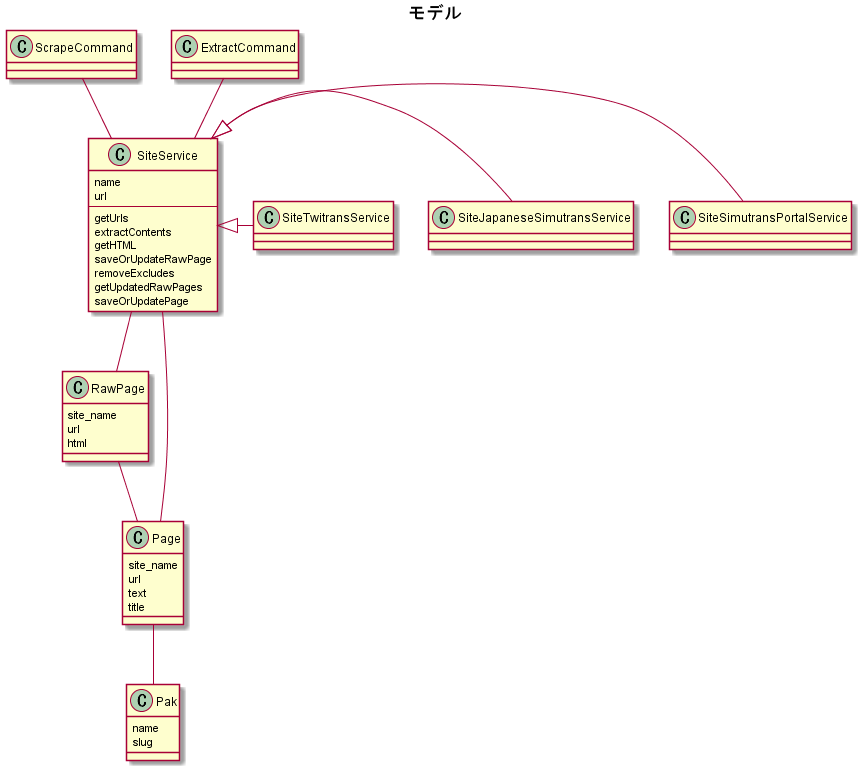 モデル
C ScrapeCommand
C ExtractCommand
C SiteService
name
url
getUrls
extractContents
getHTML
saveOrUpdateRawPage
removeExcludes
getUpdatedRawPages
saveOrUpdatePage
C SiteTwitransService
C SiteJapaneseSimutransService
C SiteSimutransPortalService
C RawPage
site_name
url
html
C Page
site_name
url
text
title
C Pak
name
slug